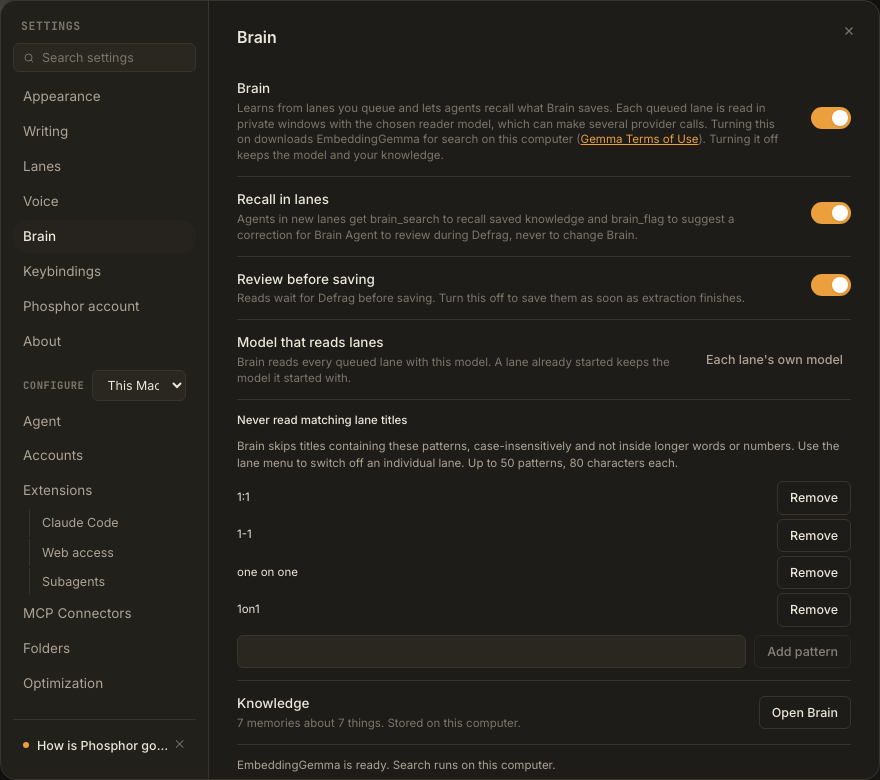 SETTINGS
Search settings
Appearance
Writing
Lanes
Voice
Brain
Keybindings
Phosphor account
About
CONFIGURE
This Mac
Agent
Accounts
Extensions
Claude Code
Web access
Subagents
MCP Connectors
Folders
Optimization
How is Phosphor go...
Brain
Brain
Learns from lanes you queue and lets agents recall what Brain saves. Each queued lane is read in
private windows with the chosen reader model, which can make several provider calls. Turning this
on downloads EmbeddingGemma for search on this computer (Gemma Terms of Use). Turning it off
keeps the model and your knowledge.
Recall in lanes
Agents in new lanes get brain_search to recall saved knowledge and brain_flag to suggest a
correction for Brain Agent to review during Defrag, never to change Brain.
Review before saving
Reads wait for Defrag before saving. Turn this off to save them as soon as extraction finishes.
Model that reads lanes
Brain reads every queued lane with this model. A lane already started keeps the
model it started with.
Each lane's own model
Never read matching lane titles
Brain skips titles containing these patterns, case-insensitively and not inside longer words or numbers. Use the
lane menu to switch off an individual lane. Up to 50 patterns, 80 characters each.
1:1
Remove
1-1
Remove
one on one
Remove
1on1
Remove
Add pattern
Knowledge
7 memories about 7 things. Stored on this computer.
Open Brain
EmbeddingGemma is ready. Search runs on this computer.